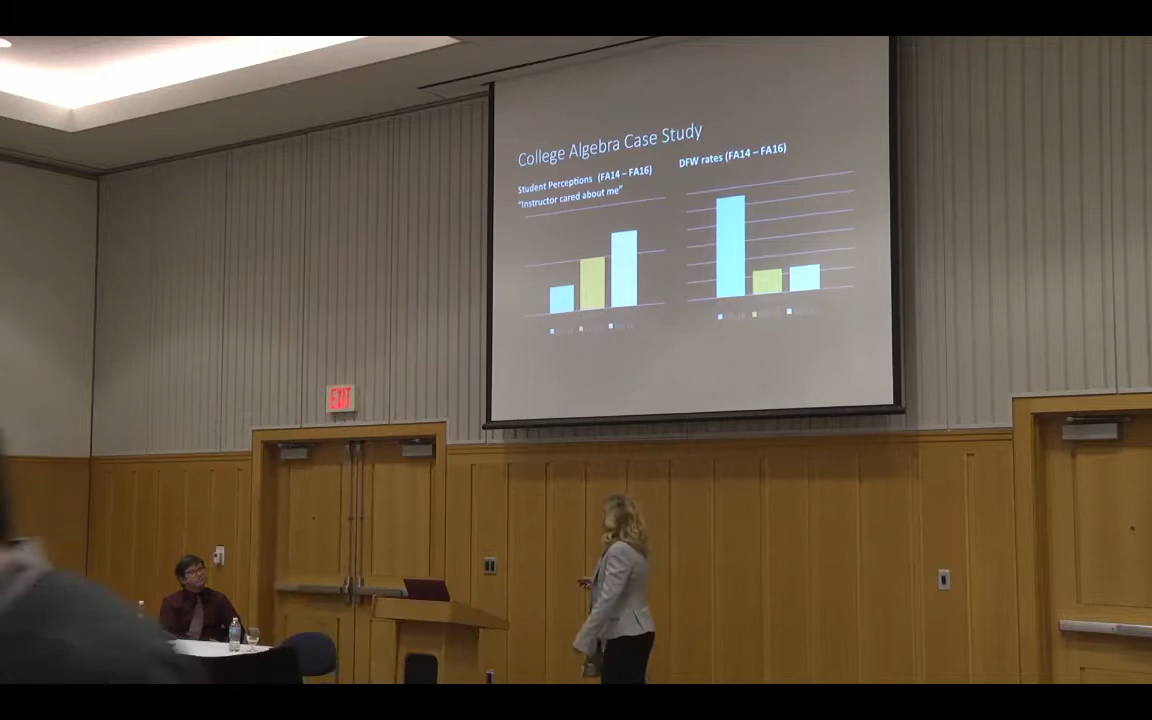 College Algebra Case Study
Student Perceptions (FA14 – FA16)
"Instructor cared about me"
DFW rates (FA14 – FA16)
EXIT